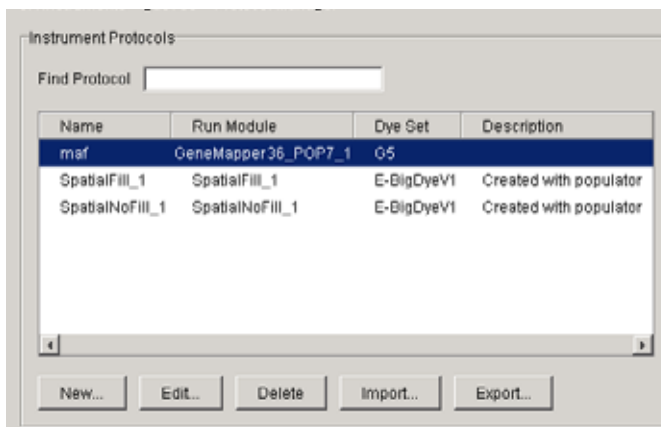 Instrument Protocols
Find Protocol
Name Run Module Dye Set Description
maf GeneMapper36_POP7_1 G5
SpatialFill_1 SpatialFill_1 E-BigDyeV1 Created with populator
SpatialNoFill_1 SpatialNoFill_1 E-BigDyeV1 Created with populator
New... Edit... Delete Import... Export...